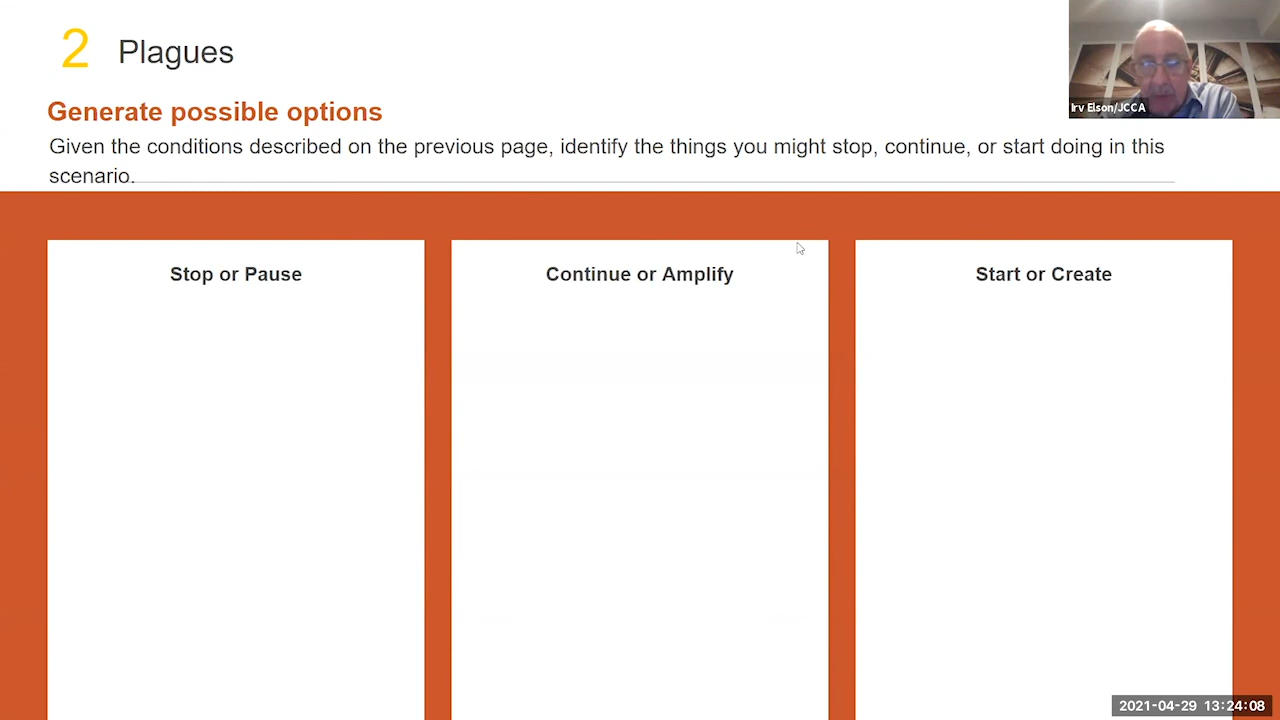 2 Plagues
Irv Elson/JCCA
Generate possible options
Given the conditions described on the previous page, identify the things you might stop, continue, or start doing in this
scenario.
Stop or Pause
Continue or Amplify
Start or Create
2021-04-29 13:24:08